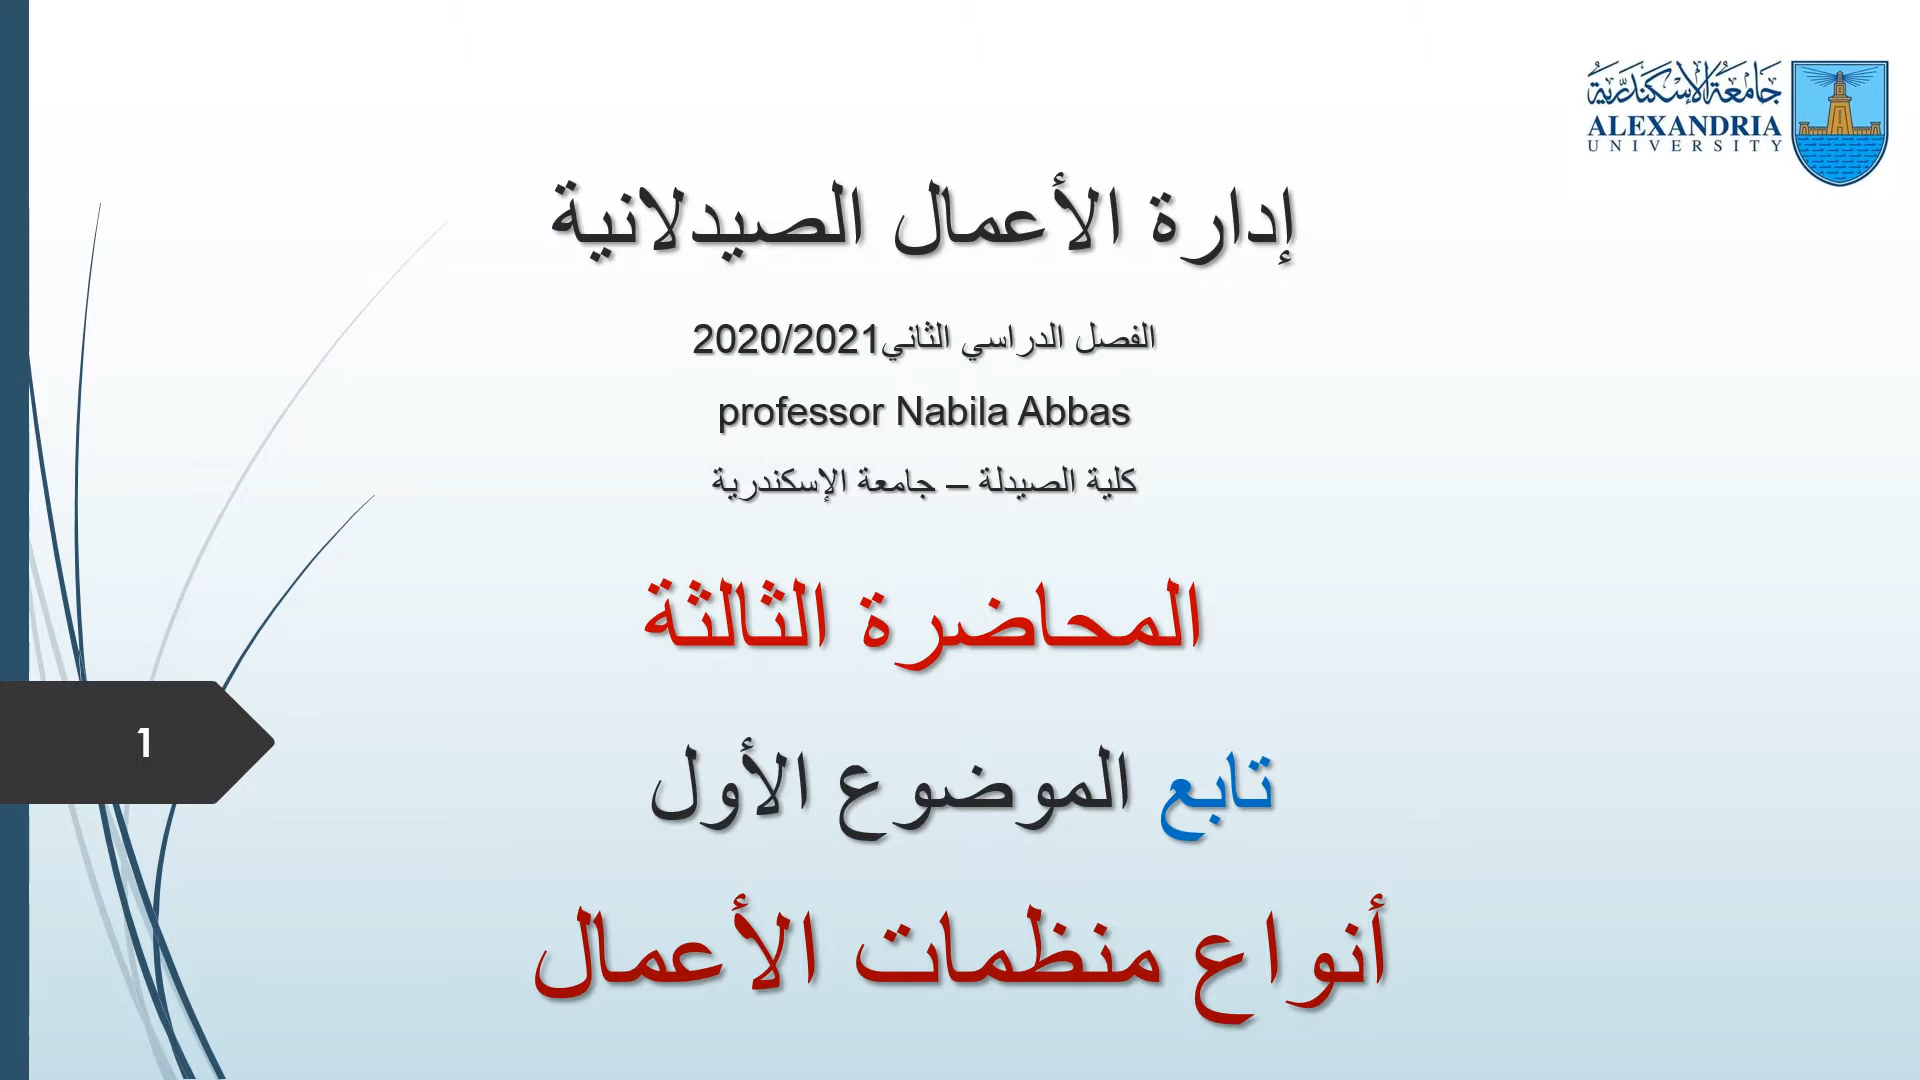 جامعة الإسكندرية
ALEXANDRIA
UNIVERSITY
إدارة الأعمال الصيدلانية
الفصل الدراسي الثاني2020/2021
professor Nabila Abbas
كلية الصيدلة – جامعة الإسكندرية
المحاضرة الثالثة
تابع الموضوع الأول
أنواع منظمات الأعمال
1